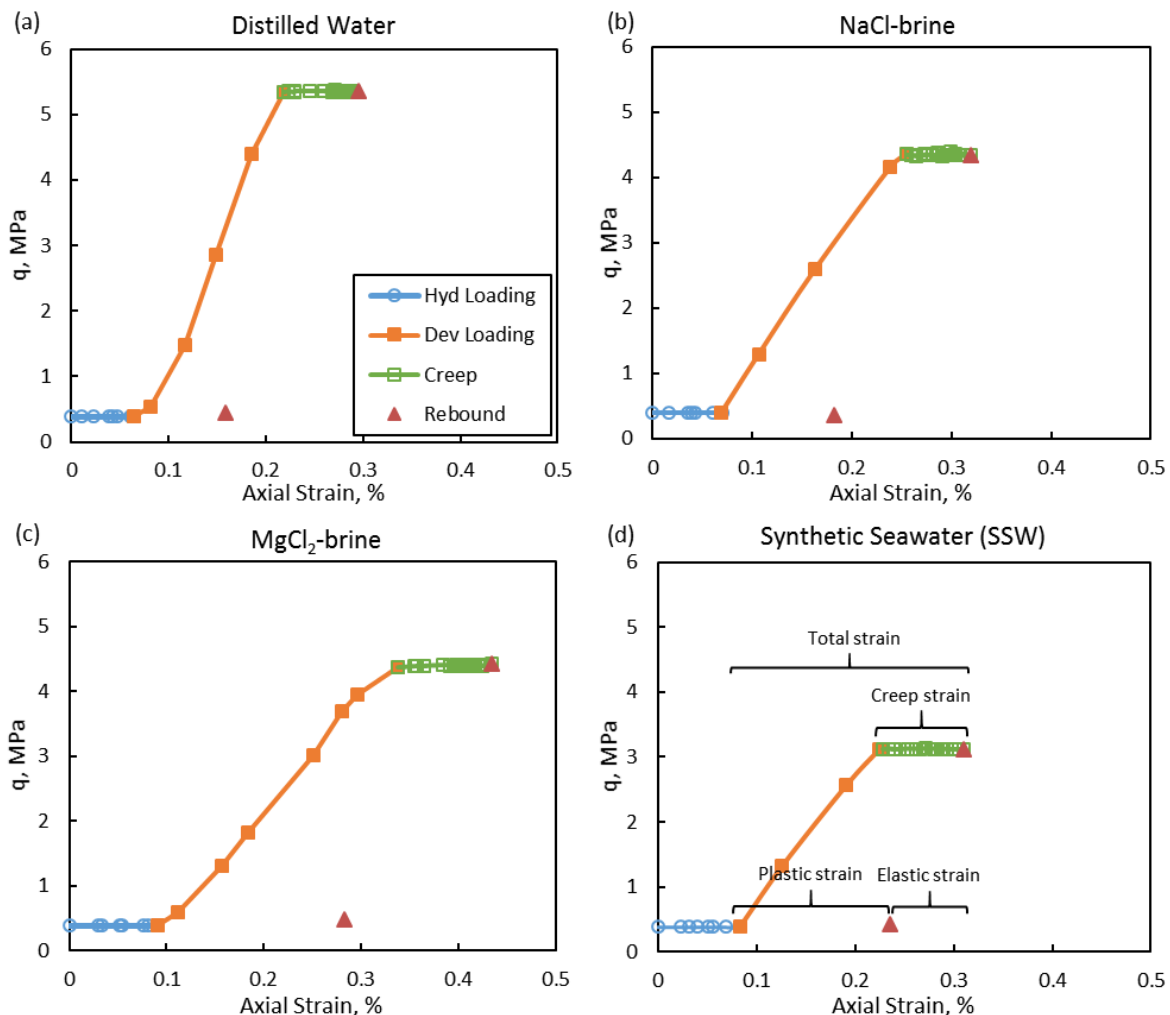 (a)
Distilled Water
6
5
4
3
2
1
0
q, MPa
0 0.1 0.2 0.3 0.4 0.5
Axial Strain, %
Hyd Loading
Dev Loading
Creep
Rebound
(b)
NaCl-brine
6
5
4
3
2
1
0
q, MPa
0 0.1 0.2 0.3 0.4 0.5
Axial Strain, %
(c)
MgCl₂-brine
6
5
4
3
2
1
0
q, MPa
0 0.1 0.2 0.3 0.4 0.5
Axial Strain, %
(d)
Synthetic Seawater (SSW)
6
5
4
3
2
1
0
q, MPa
Total strain
Creep strain
Plastic strain
Elastic strain
0 0.1 0.2 0.3 0.4 0.5
Axial Strain, %